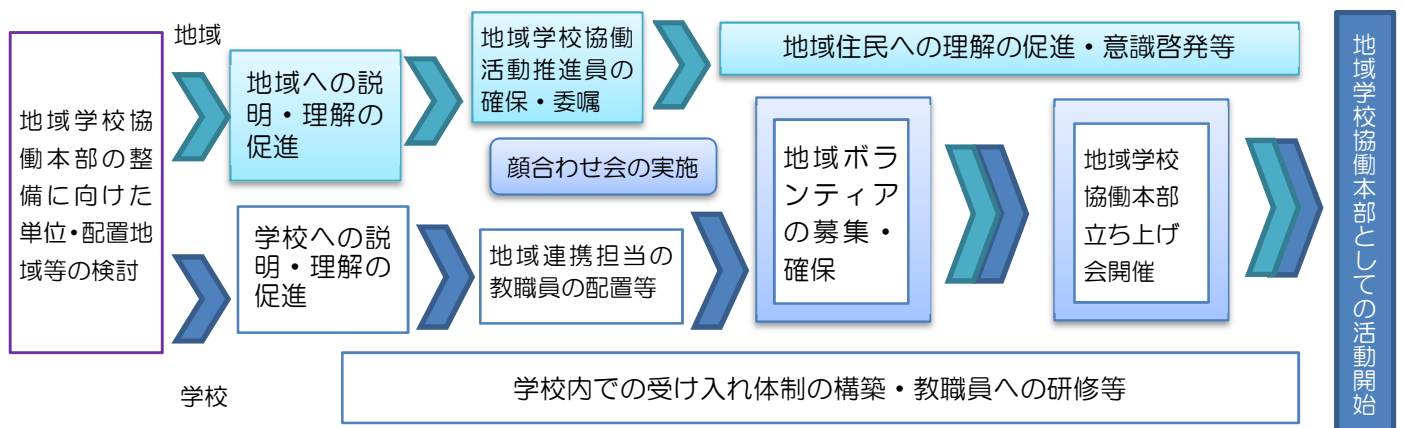 地域学校協
働本部の整
備に向けた
単位・配置地
域等の検討
地域
地域への説
明・理解の
促進
地域学校協働
活動推進員の
確保・委嘱
地域住民への理解の促進・意識啓発等
顔合わせ会の実施
学校への説
明・理解の
促進
地域連携担当の
教職員の配置等
地域ボラ
ンティア
の募集・
確保
地域学校
協働本部
立ち上げ
会開催
学校
学校内での受け入れ体制の構築・教職員への研修等
地域学校協働本部としての活動開始